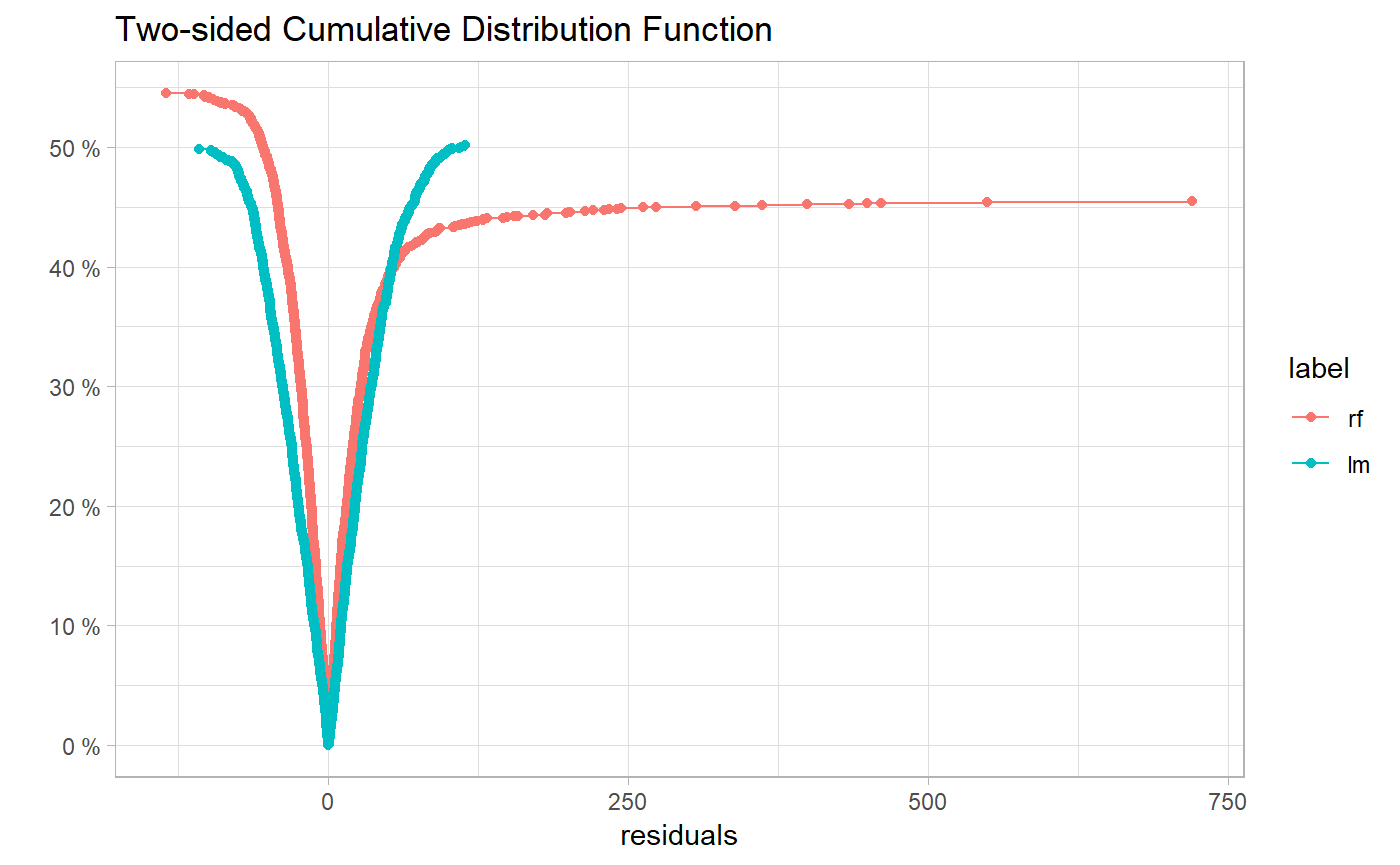 Two-sided Cumulative Distribution Function
50 %
40 %
30 %
20 %
10 %
0 %
0
250
500
750
residuals
label
rf
lm